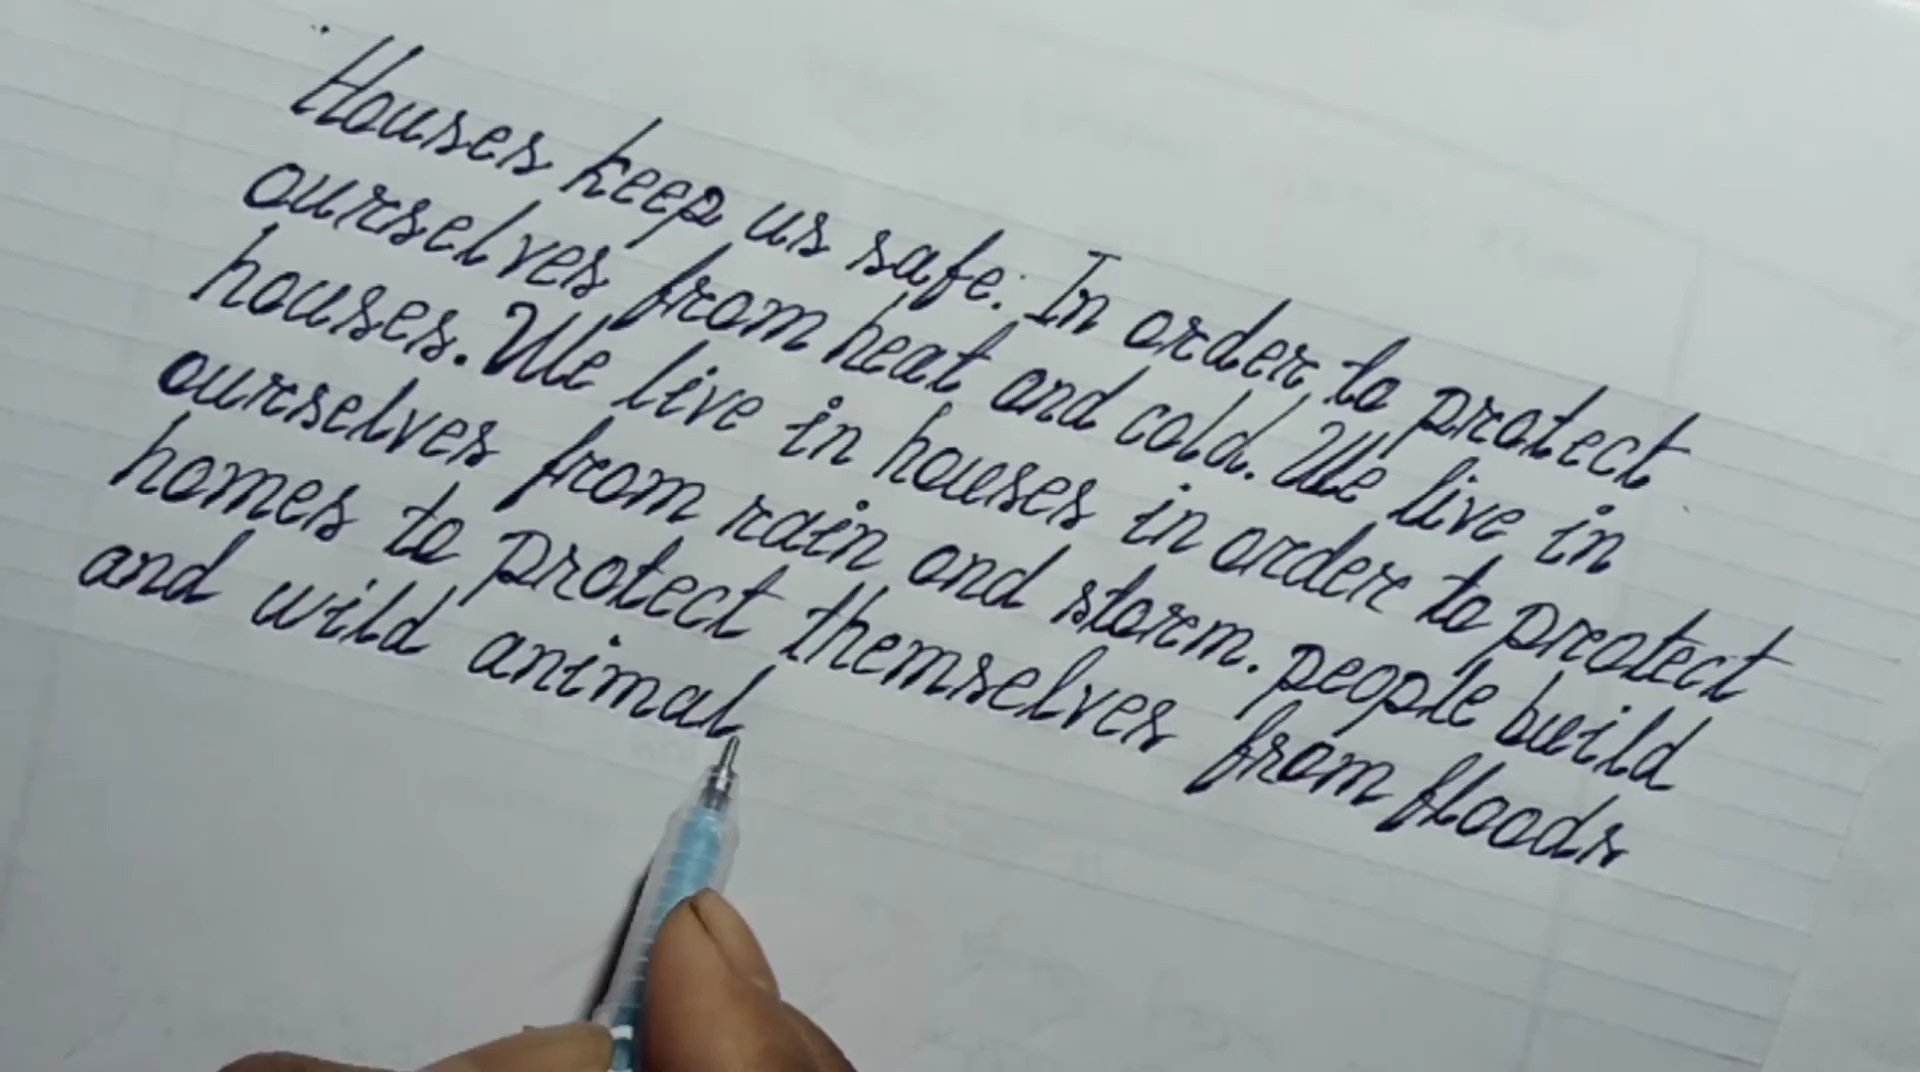 Houses keep us safe. In order to protect
ourselves from heat and cold. We live in
houses. We live in houses in order to protect
ourselves from rain and storm. people build
homes to protect themselves from floods
and wild animal